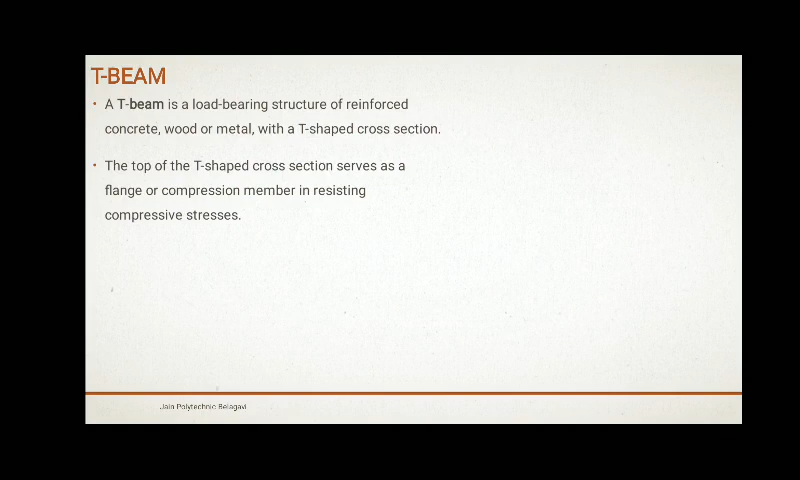 T-BEAM
• A T-beam is a load-bearing structure of reinforced
concrete, wood or metal, with a T-shaped cross section.
• The top of the T-shaped cross section serves as a
flange or compression member in resisting
compressive stresses.
Jain Polytechnic Belagavi